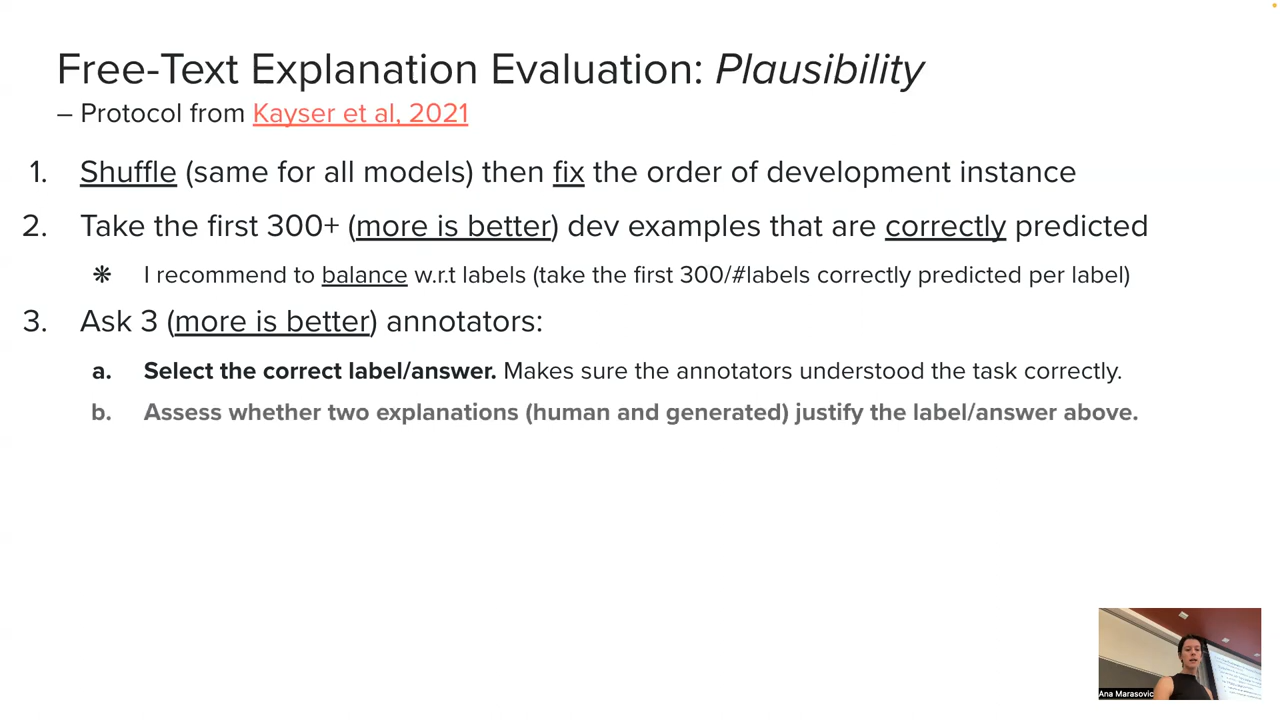 Free-Text Explanation Evaluation: Plausibility
– Protocol from Kayser et al, 2021
1. Shuffle (same for all models) then fix the order of development instance
2. Take the first 300+ (more is better) dev examples that are correctly predicted
❋ I recommend to balance w.r.t labels (take the first 300/#labels correctly predicted per label)
3. Ask 3 (more is better) annotators:
a. Select the correct label/answer. Makes sure the annotators understood the task correctly.
b. Assess whether two explanations (human and generated) justify the label/answer above.
Ana Marasovic